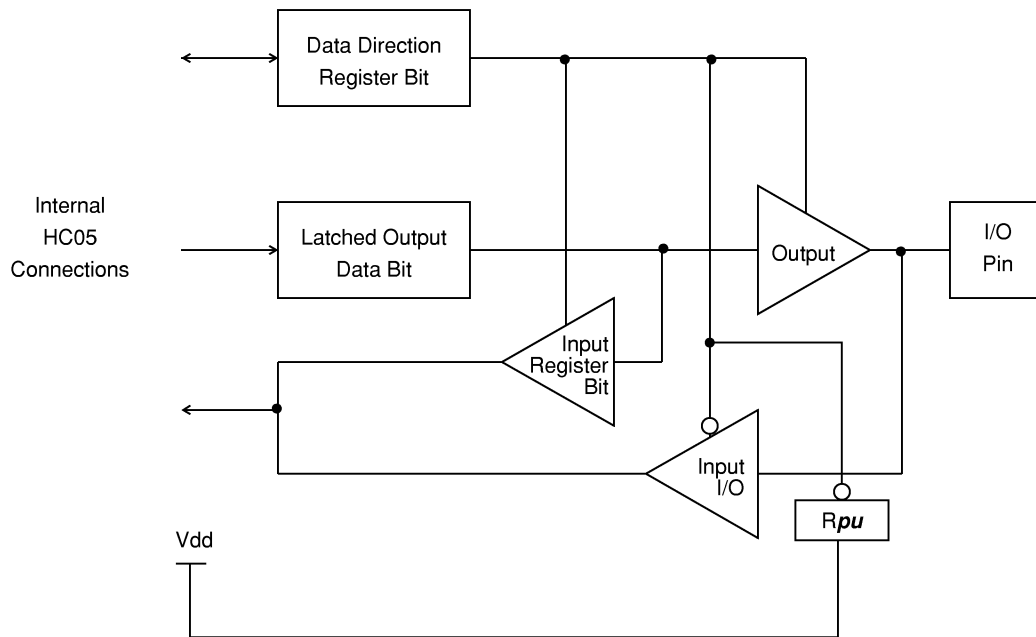 Data Direction
Register Bit
Internal
HC05
Connections
Latched Output
Data Bit
Output
I/O
Pin
Input
Register
Bit
Input
I/O
Rpu
Vdd